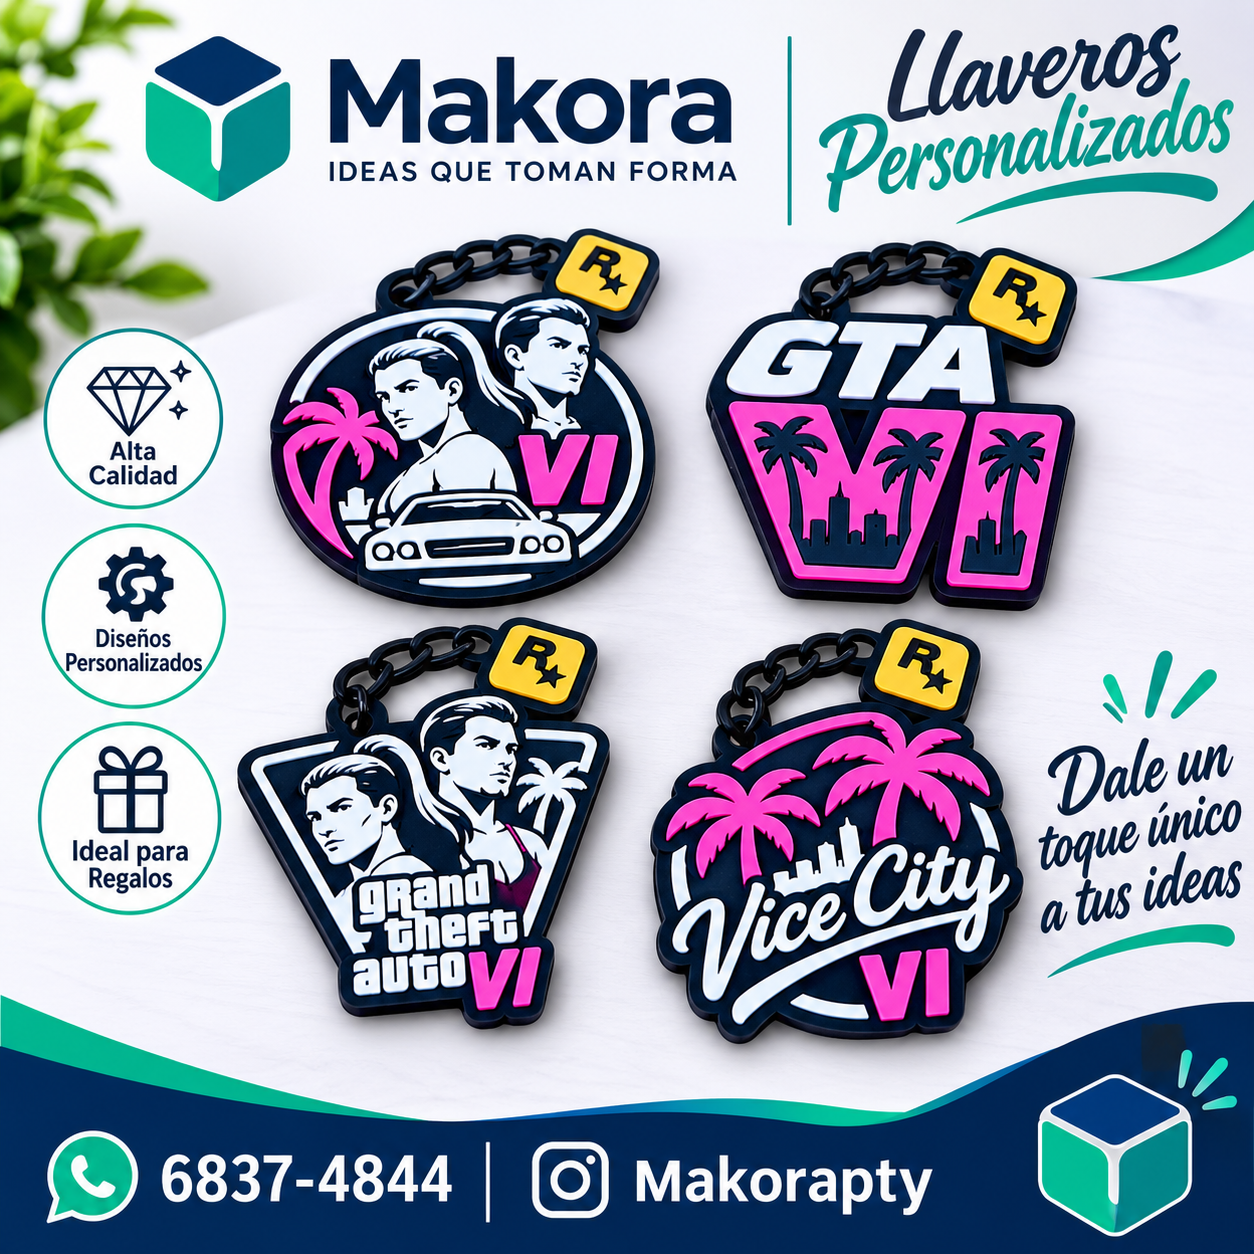 Makora
IDEAS QUE TOMAN FORMA
Llaveros
Personalizados
R
R
GTA
VI
VI
Alta
Calidad
Diseños
Personalizados
Ideal para
Regalos
R
R
grand
theft
auto VI
Vice City
VI
Dale un
toque único
a tus ideas
6837-4844
Makorapty